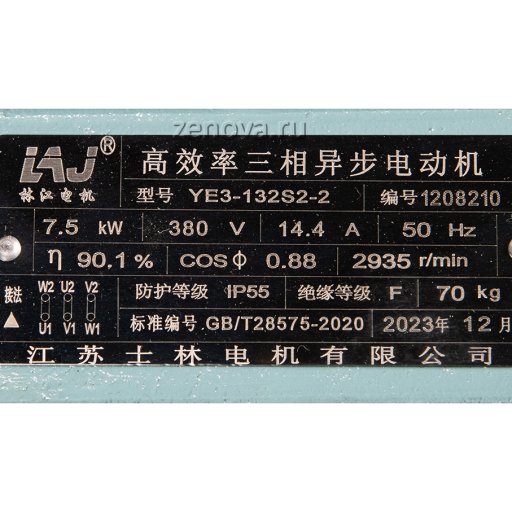 zenova.ru
LAJ® 高效率三相异步电动机
林江电机 型号 YE3-132S2-2 编号 1208210
7.5 kW 380 V 14.4 A 50 Hz
η 90.1% COSφ 0.88 2935 r/min
接法 △ W2 U2 V2 防护等级 IP55 绝缘等级 F 70 kg
U1 V1 W1 标准编号 GB/T28575-2020 2023年 12月
江苏士林电机有限公司